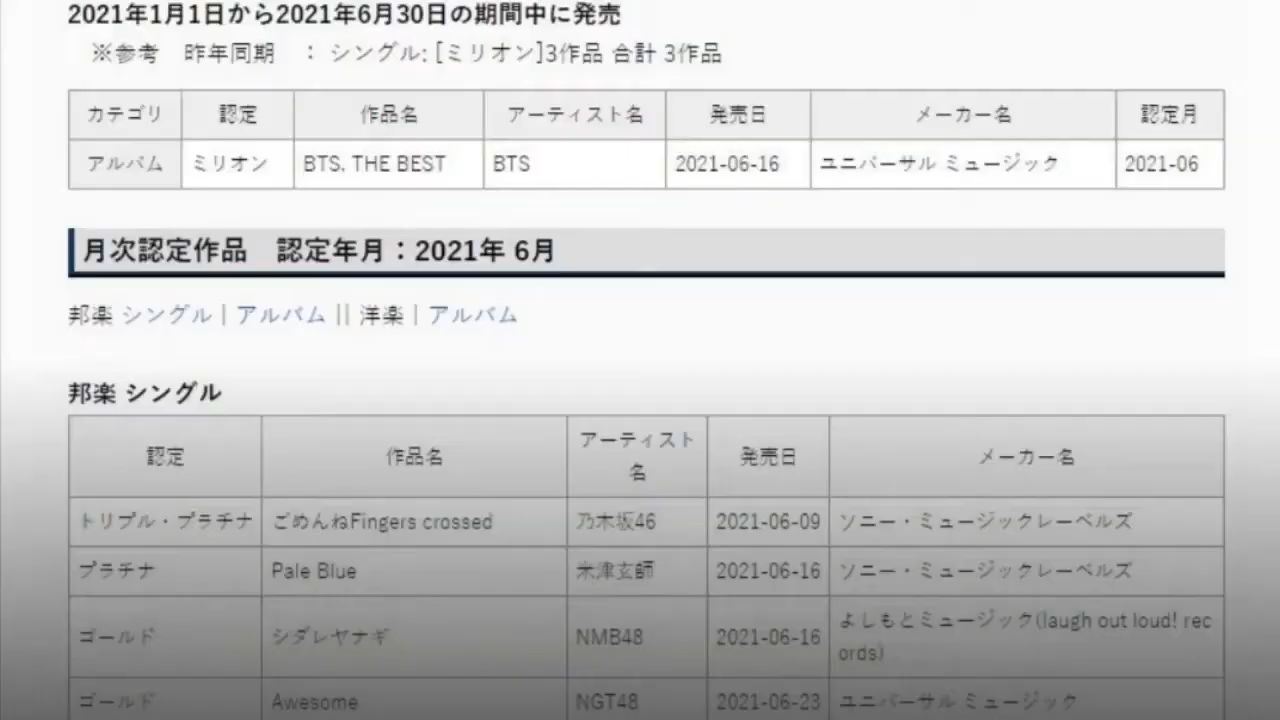 2021年1月1日から2021年6月30日の期間中に発売
※参考 昨年同期 ： シングル: [ミリオン]3作品 合計 3作品
カテゴリ 認定 作品名 アーティスト名 発売日 メーカー名 認定月
アルバム ミリオン BTS, THE BEST BTS 2021-06-16 ユニバーサル ミュージック 2021-06
月次認定作品 認定年月：2021年 6月
邦楽 シングル | アルバム || 洋楽 | アルバム
邦楽 シングル
認定 作品名 アーティスト名 発売日 メーカー名
トリプル・プラチナ ごめんねFingers crossed 乃木坂46 2021-06-09 ソニー・ミュージックレーベルズ
プラチナ Pale Blue 米津玄師 2021-06-16 ソニー・ミュージックレーベルズ
ゴールド シダレヤナギ NMB48 2021-06-16 よしもとミュージック(laugh out loud! records)
ゴールド Awesome NGT48 2021-06-23 ユニバーサル ミュージック